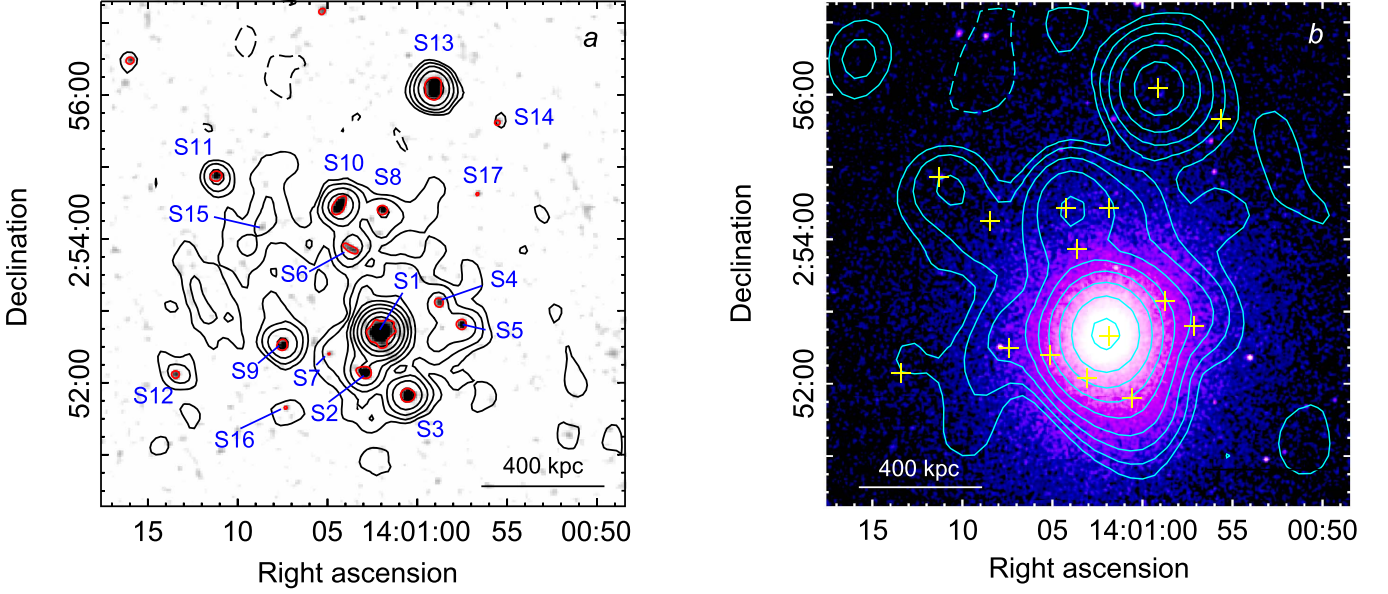 a
S13
S14
S11
S10
S8
S17
S15
S6
S1
S4
S5
S9
S7
S12
S2
S3
S16
400 kpc
56:00
2:54:00
52:00
Declination
15
10
05
14:01:00
55
00:50
Right ascension
b
400 kpc
56:00
2:54:00
52:00
Declination
15
10
05
14:01:00
55
00:50
Right ascension